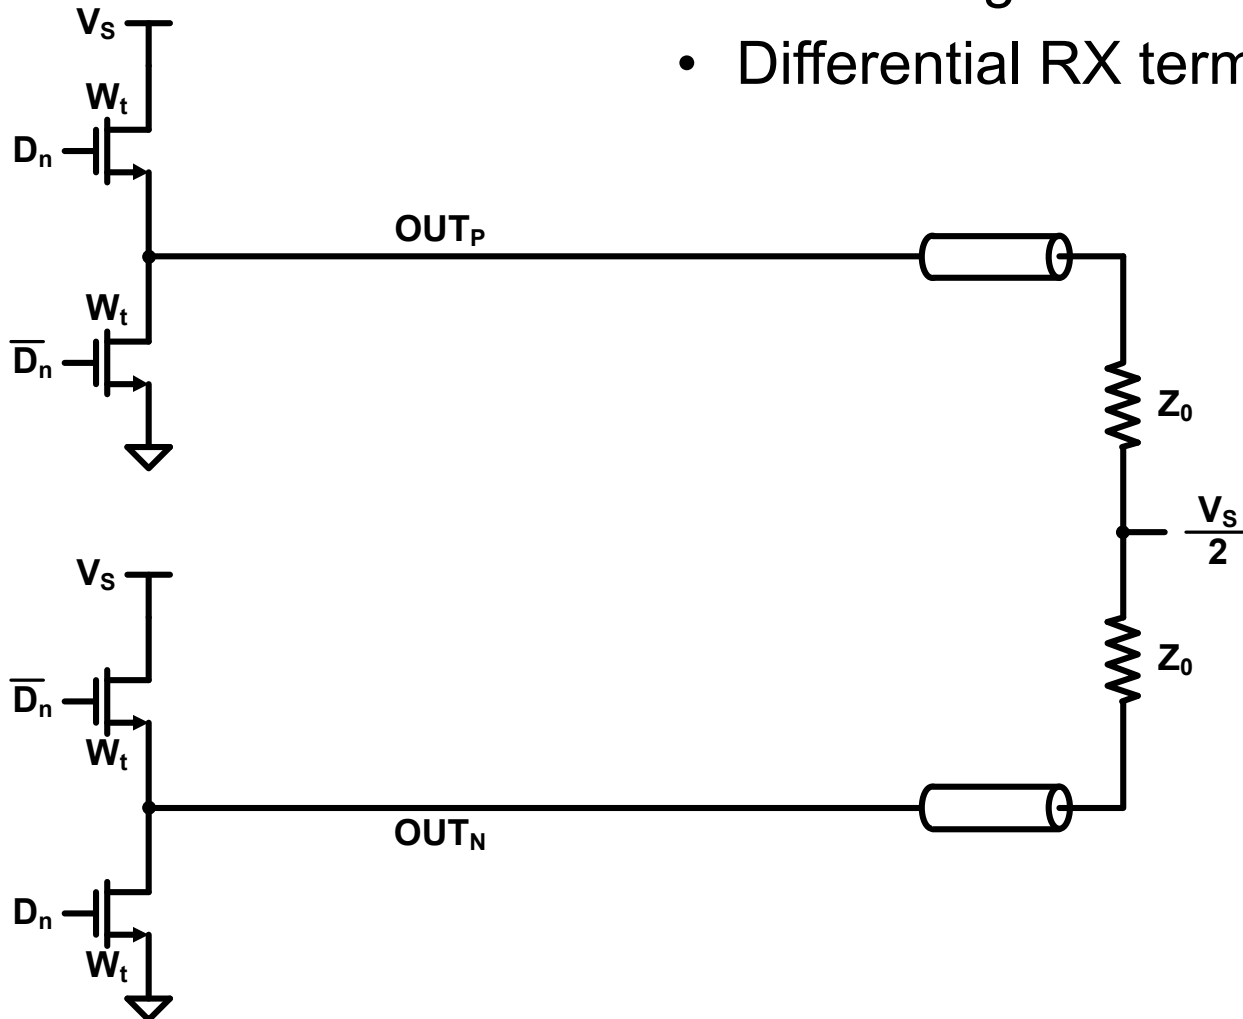 • Differential RX term
V_S
W_t
D_n
OUT_P
W_t
D̅_n
Z_0
V_S
2
V_S
D̅_n
W_t
Z_0
OUT_N
D_n
W_t